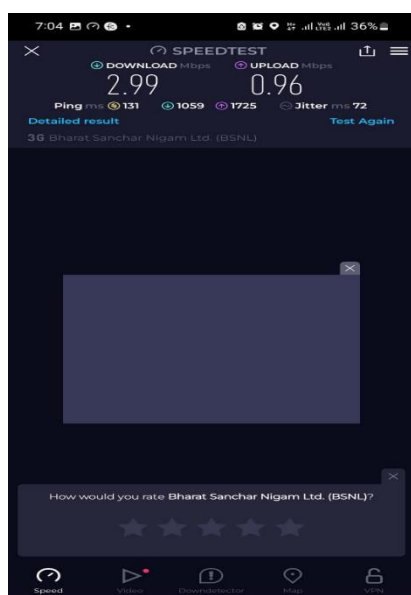 7:04 36%
SPEEDTEST
DOWNLOAD Mbps UPLOAD Mbps
2.99 0.96
Ping ms 131 1059 1725 Jitter ms 72
Detailed result Test Again
3G Bharat Sanchar Nigam Ltd. (BSNL)
How would you rate Bharat Sanchar Nigam Ltd. (BSNL)?
Speed Video Downdetector Map VPN